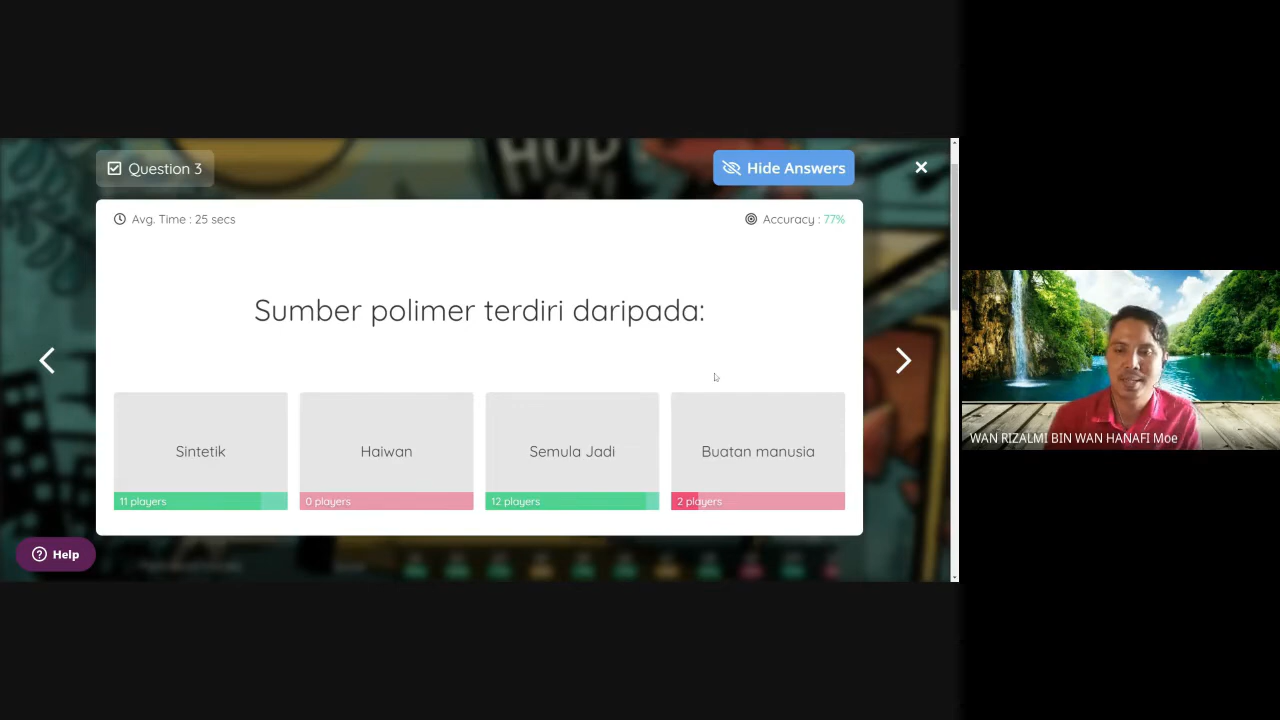 Question 3
Hide Answers
Avg. Time : 25 secs
Accuracy : 77%
Sumber polimer terdiri daripada:
Sintetik
Haiwan
Semula Jadi
Buatan manusia
11 players
0 players
12 players
2 players
Help
WAN RIZALMI BIN WAN HANAFI Moe